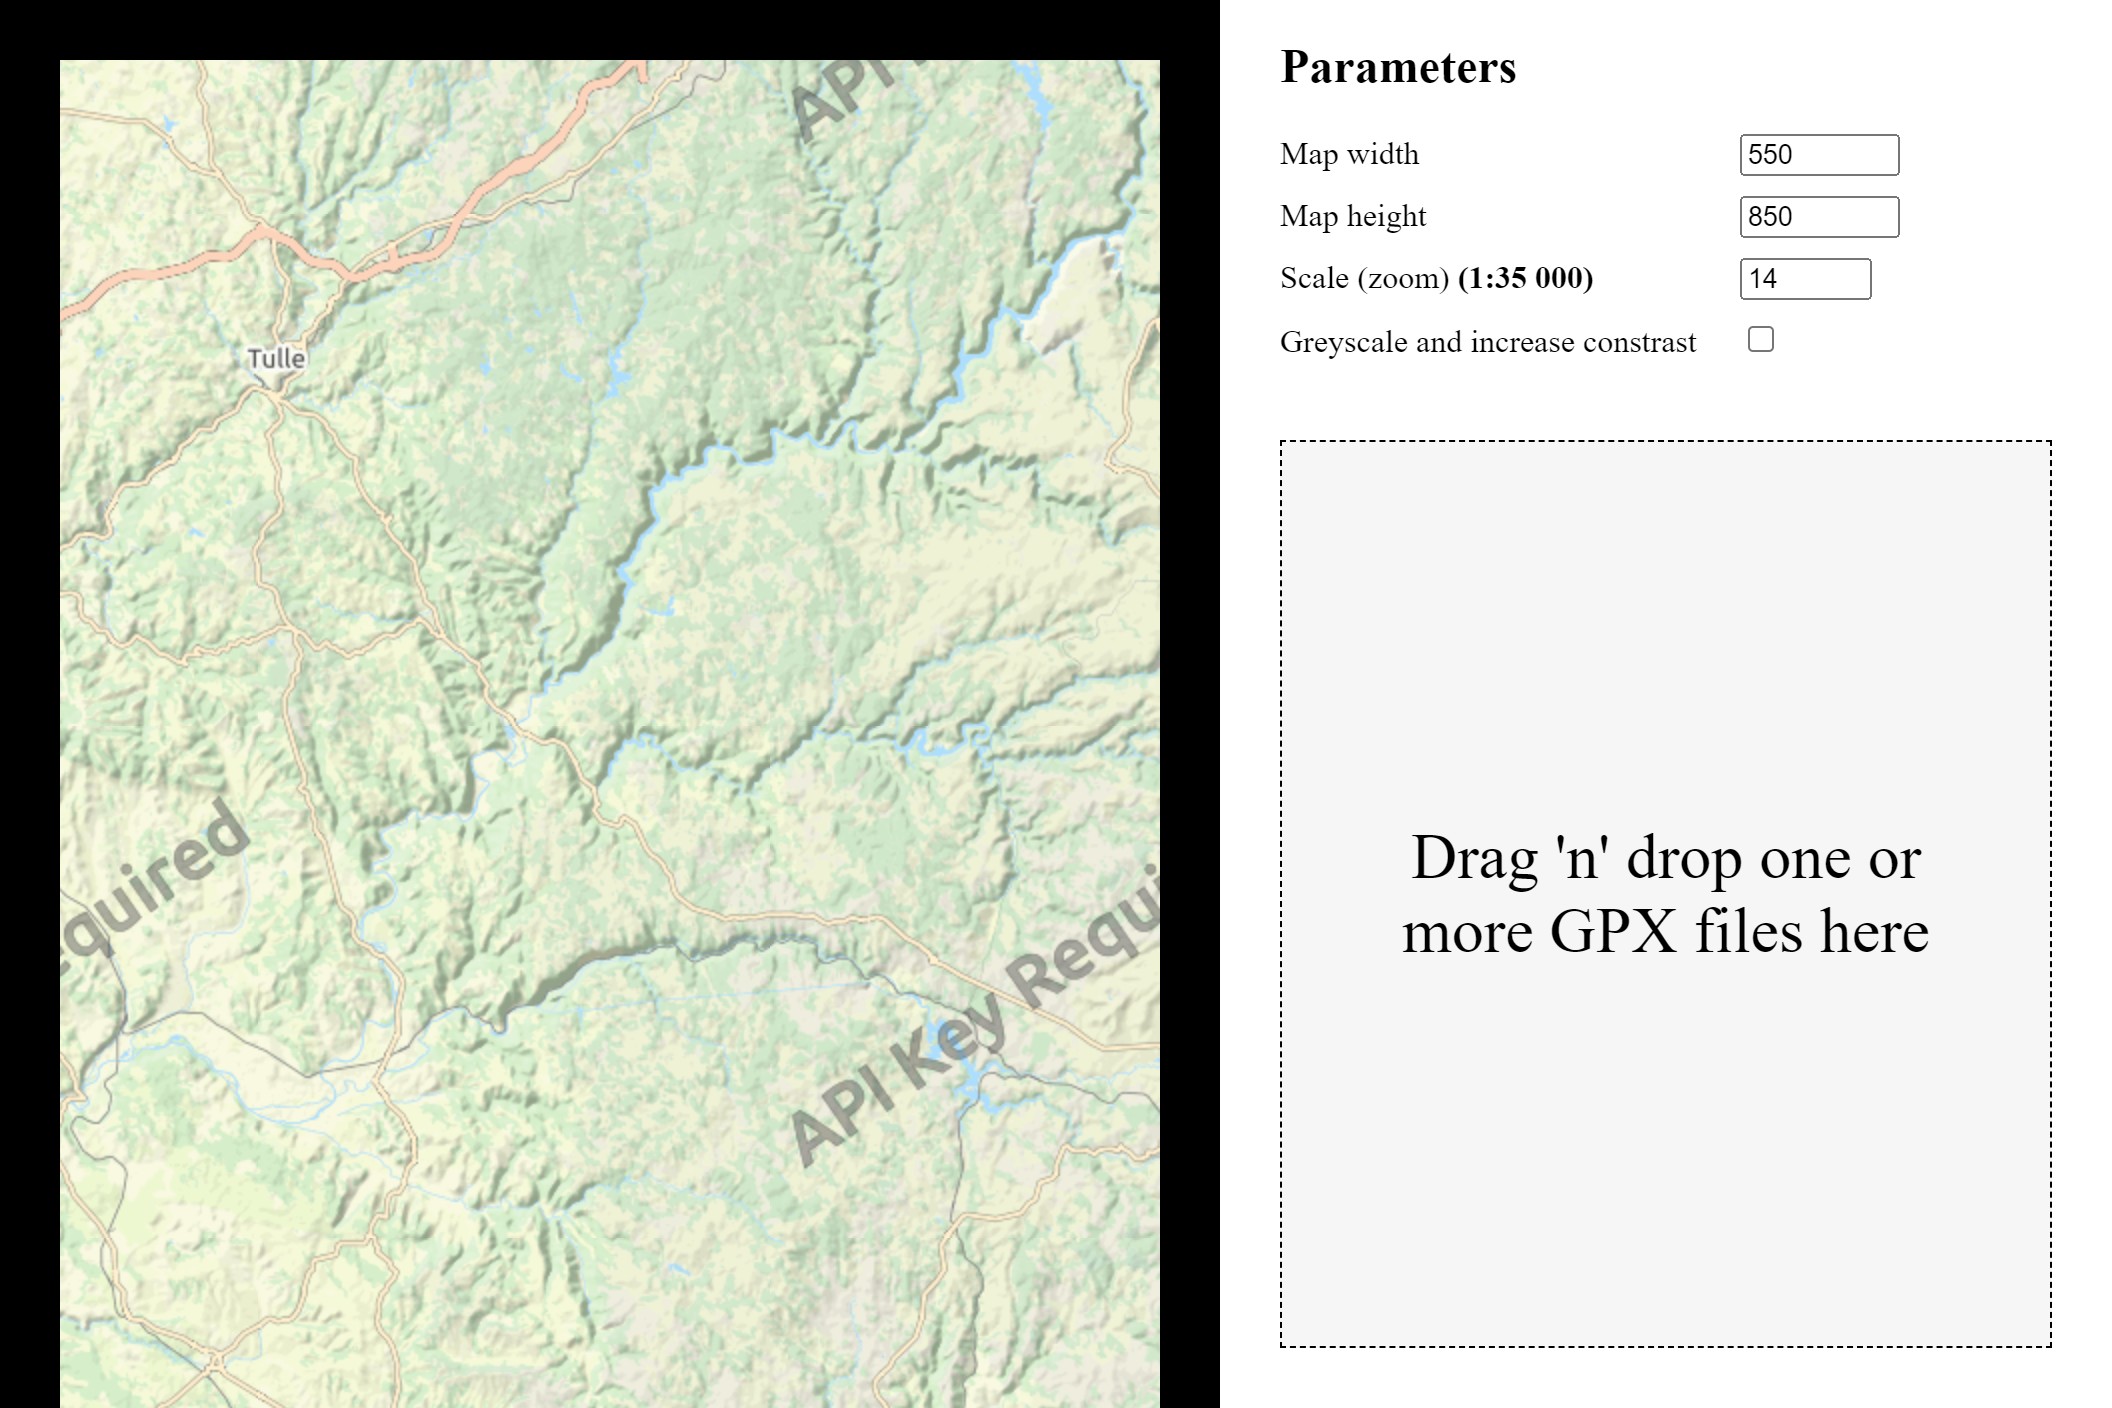 API
Tulle
equired
API Key Requi
Parameters
Map width
550
Map height
850
Scale (zoom) (1:35 000)
14
Greyscale and increase constrast
Drag 'n' drop one or
more GPX files here